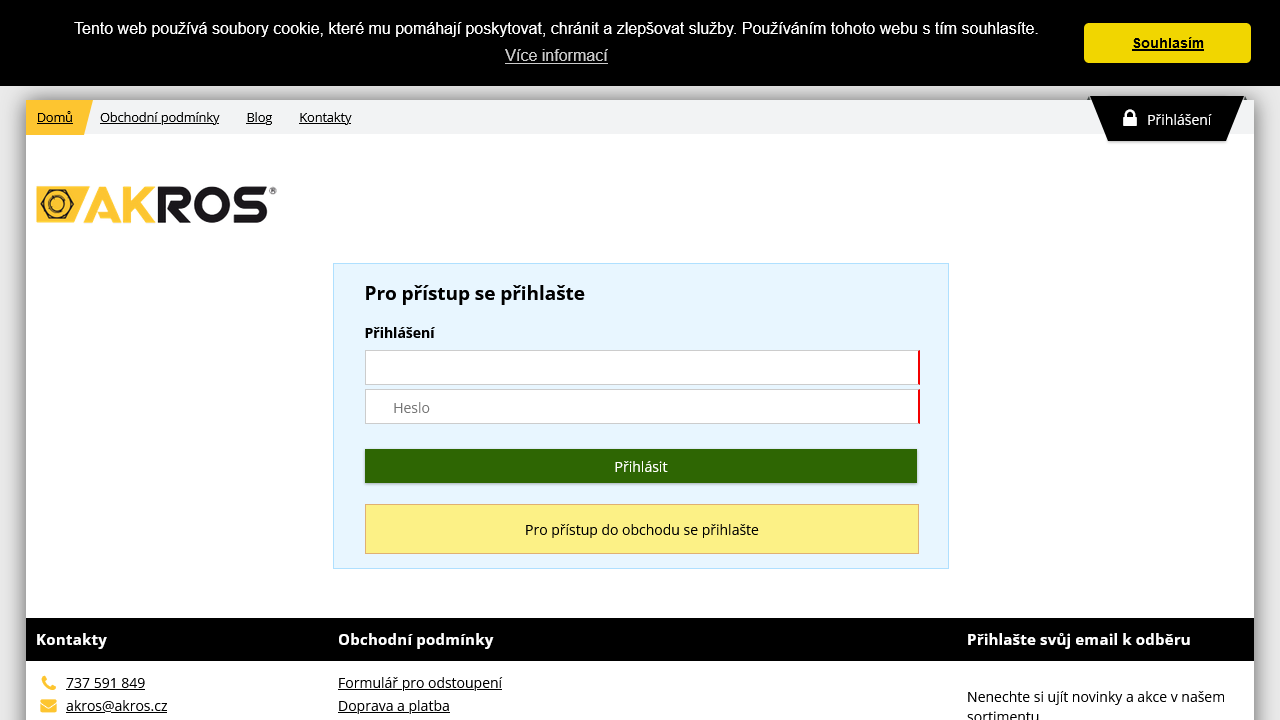 Tento web používá soubory cookie, které mu pomáhají poskytovat, chránit a zlepšovat služby. Používáním tohoto webu s tím souhlasíte.
Více informací
Souhlasím
Domů
Obchodní podmínky
Blog
Kontakty
Přihlášení
AKROS®
Pro přístup se přihlašte
Přihlášení
Heslo
Přihlásit
Pro přístup do obchodu se přihlašte
Kontakty
737 591 849
akros@akros.cz
Obchodní podmínky
Formulář pro odstoupení
Doprava a platba
Přihlašte svůj email k odběru
Nenechte si ujít novinky a akce v našem
sortimentu